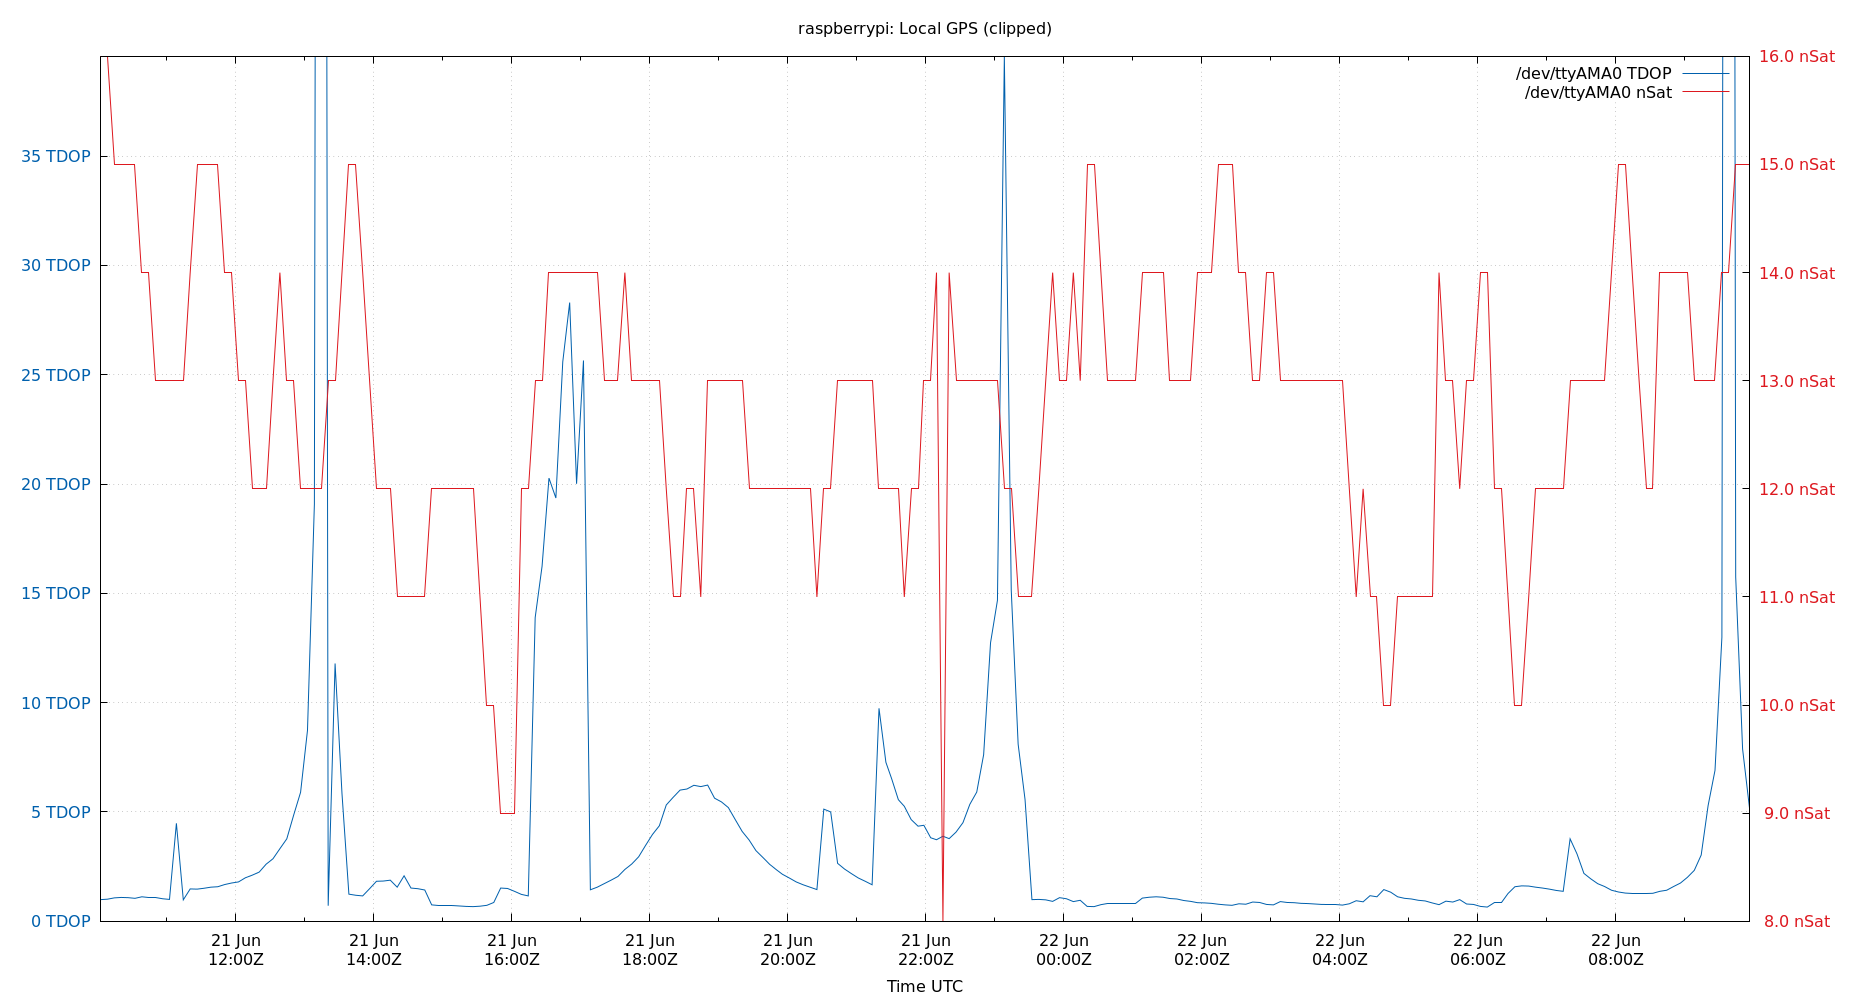 raspberrypi: Local GPS (clipped)
/dev/ttyAMA0 TDOP
/dev/ttyAMA0 nSat
35 TDOP
30 TDOP
25 TDOP
20 TDOP
15 TDOP
10 TDOP
5 TDOP
0 TDOP
16.0 nSat
15.0 nSat
14.0 nSat
13.0 nSat
12.0 nSat
11.0 nSat
10.0 nSat
9.0 nSat
8.0 nSat
21 Jun
12:00Z
21 Jun
14:00Z
21 Jun
16:00Z
21 Jun
18:00Z
21 Jun
20:00Z
21 Jun
22:00Z
22 Jun
00:00Z
22 Jun
02:00Z
22 Jun
04:00Z
22 Jun
06:00Z
22 Jun
08:00Z
Time UTC